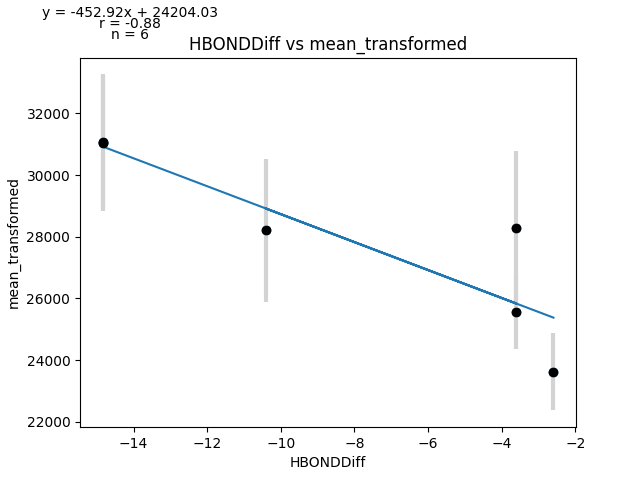 y = -452.92x + 24204.03
r = -0.88
n = 6
HBONDDiff vs mean_transformed
mean_transformed
32000
30000
28000
26000
24000
22000
−14
−12
−10
−8
−6
−4
−2
HBONDDiff